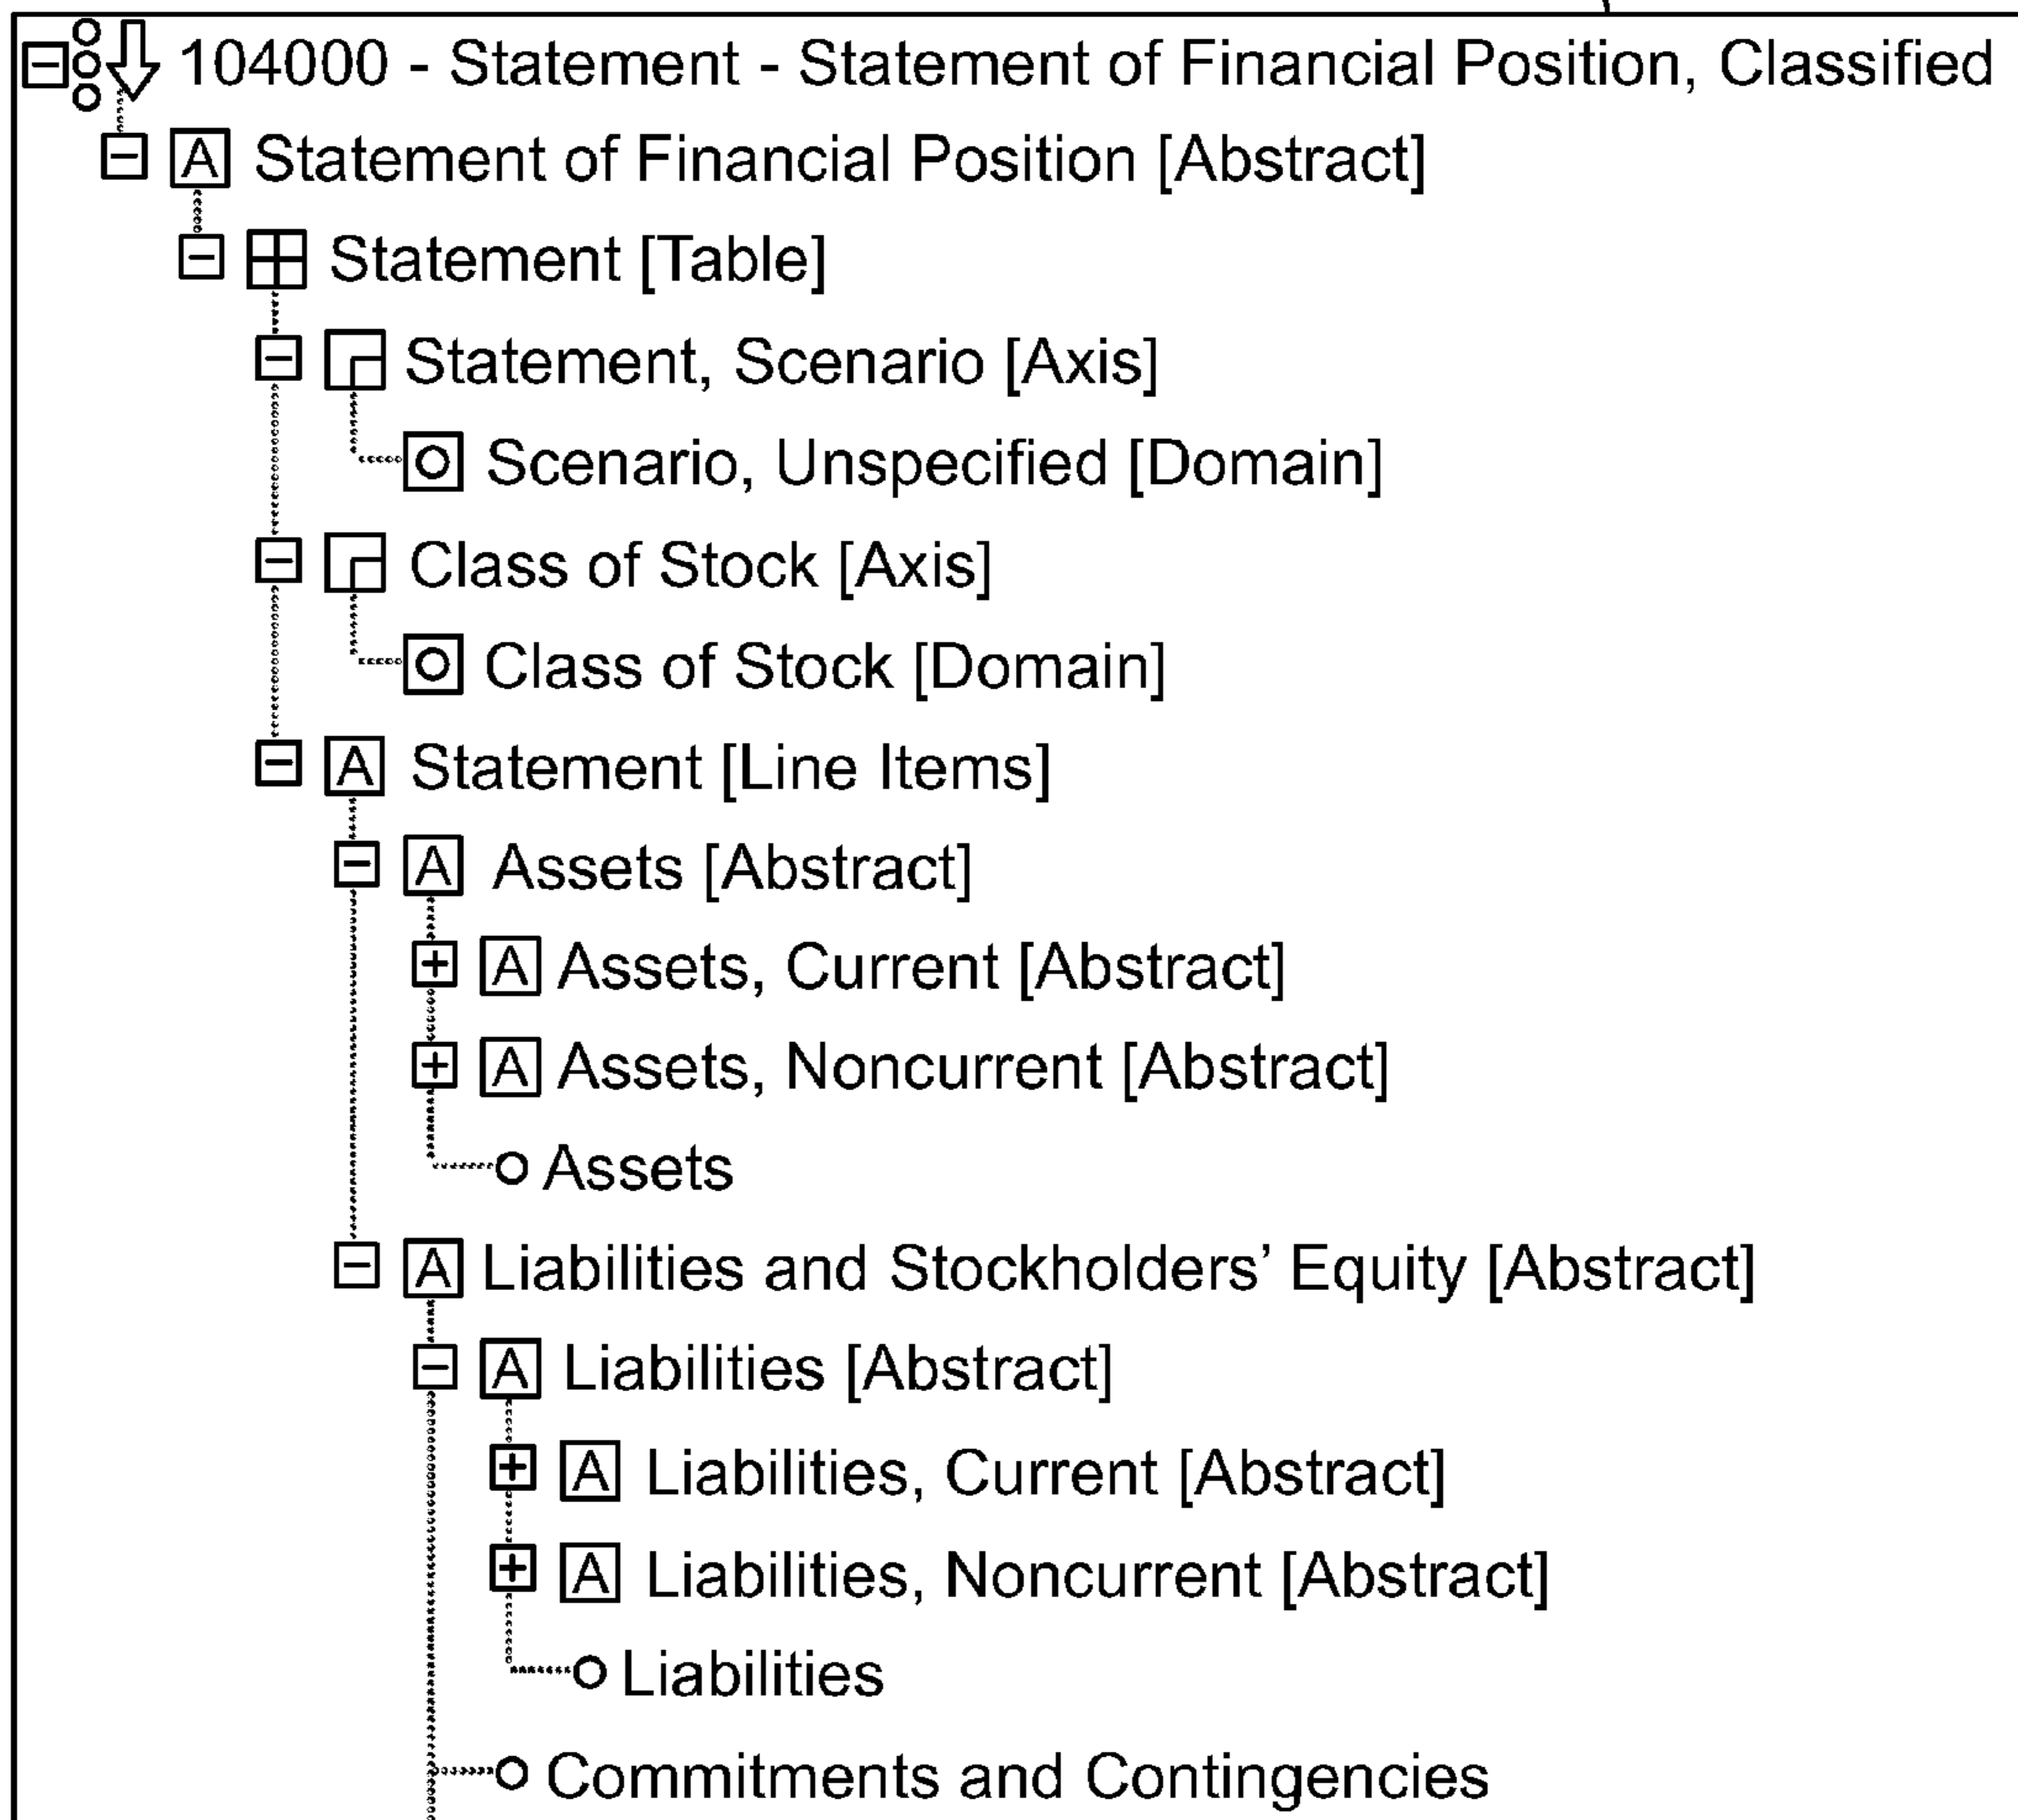 104000 - Statement - Statement of Financial Position, Classified
A Statement of Financial Position [Abstract]
Statement [Table]
Statement, Scenario [Axis]
Scenario, Unspecified [Domain]
Class of Stock [Axis]
Class of Stock [Domain]
A Statement [Line Items]
A Assets [Abstract]
A Assets, Current [Abstract]
A Assets, Noncurrent [Abstract]
Assets
A Liabilities and Stockholders’ Equity [Abstract]
A Liabilities [Abstract]
A Liabilities, Current [Abstract]
A Liabilities, Noncurrent [Abstract]
Liabilities
Commitments and Contingencies